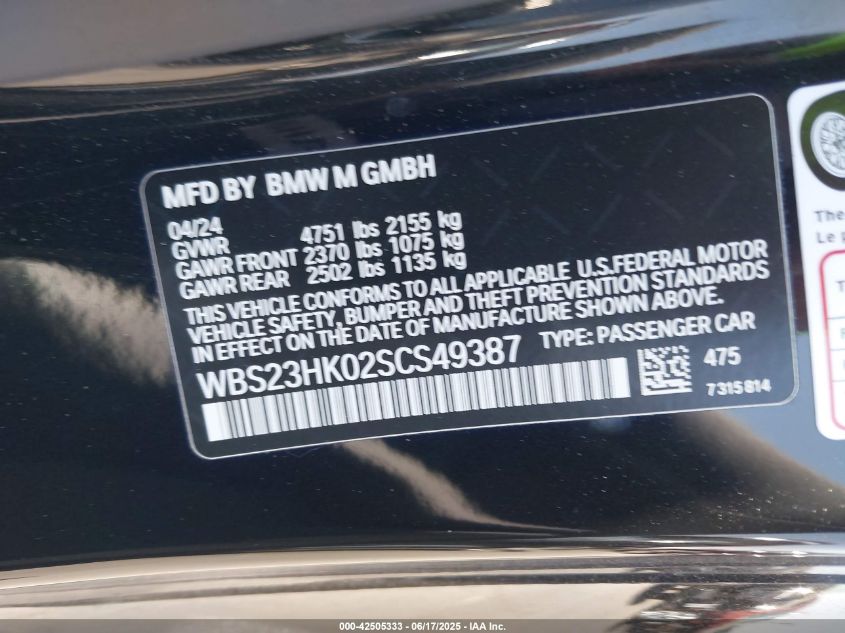 MFD BY BMW M GMBH
04/24
GVWR 4751 lbs 2155 kg
GAWR FRONT 2370 lbs 1075 kg
GAWR REAR 2502 lbs 1135 kg
THIS VEHICLE CONFORMS TO ALL APPLICABLE U.S.FEDERAL MOTOR
VEHICLE SAFETY, BUMPER AND THEFT PREVENTION STANDARDS
IN EFFECT ON THE DATE OF MANUFACTURE SHOWN ABOVE.
WBS23HK02SCS49387 TYPE: PASSENGER CAR
475
7315814
The
Le p
000-42505333 - 06/17/2025 - IAA Inc.